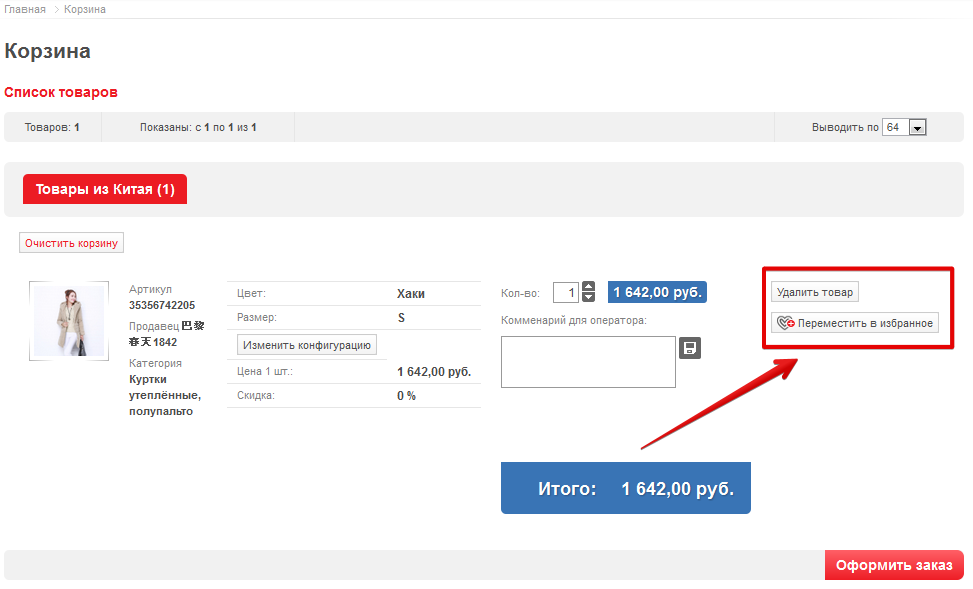 Главная > Корзина
Корзина
Список товаров
Товаров: 1
Показаны: с 1 по 1 из 1
Выводить по 64
Товары из Китая (1)
Очистить корзину
Артикул
35356742205
Продавец 巴黎
春天1842
Категория
Куртки
утеплённые,
полупальто
Цвет: Хаки
Размер: S
Изменить конфигурацию
Цена 1 шт.: 1 642,00 руб.
Скидка: 0 %
Кол-во: 1 1 642,00 руб.
Комменарий для оператора:
Удалить товар
Переместить в избранное
Итого: 1 642,00 руб.
Оформить заказ